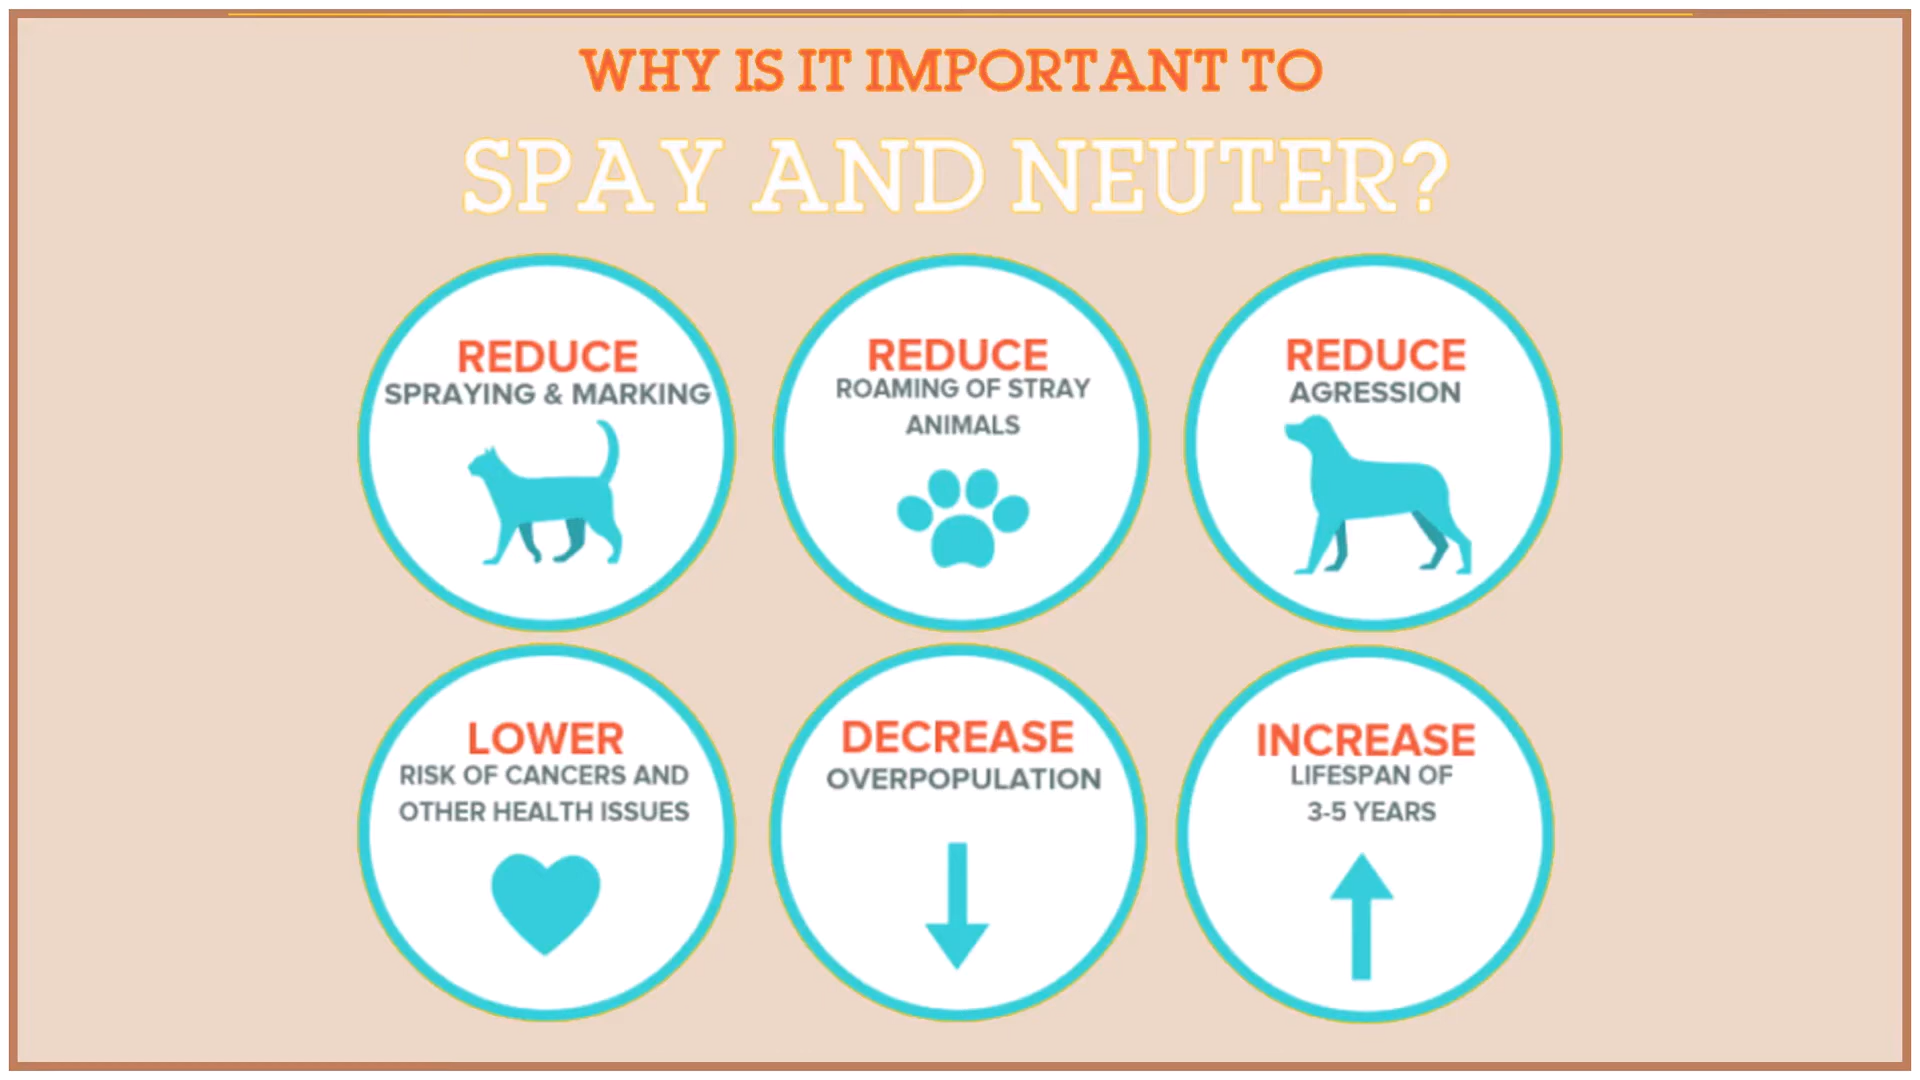 WHY IS IT IMPORTANT TO
SPAY AND NEUTER?
REDUCE
SPRAYING & MARKING
REDUCE
ROAMING OF STRAY
ANIMALS
REDUCE
AGRESSION
LOWER
RISK OF CANCERS AND
OTHER HEALTH ISSUES
DECREASE
OVERPOPULATION
INCREASE
LIFESPAN OF
3-5 YEARS